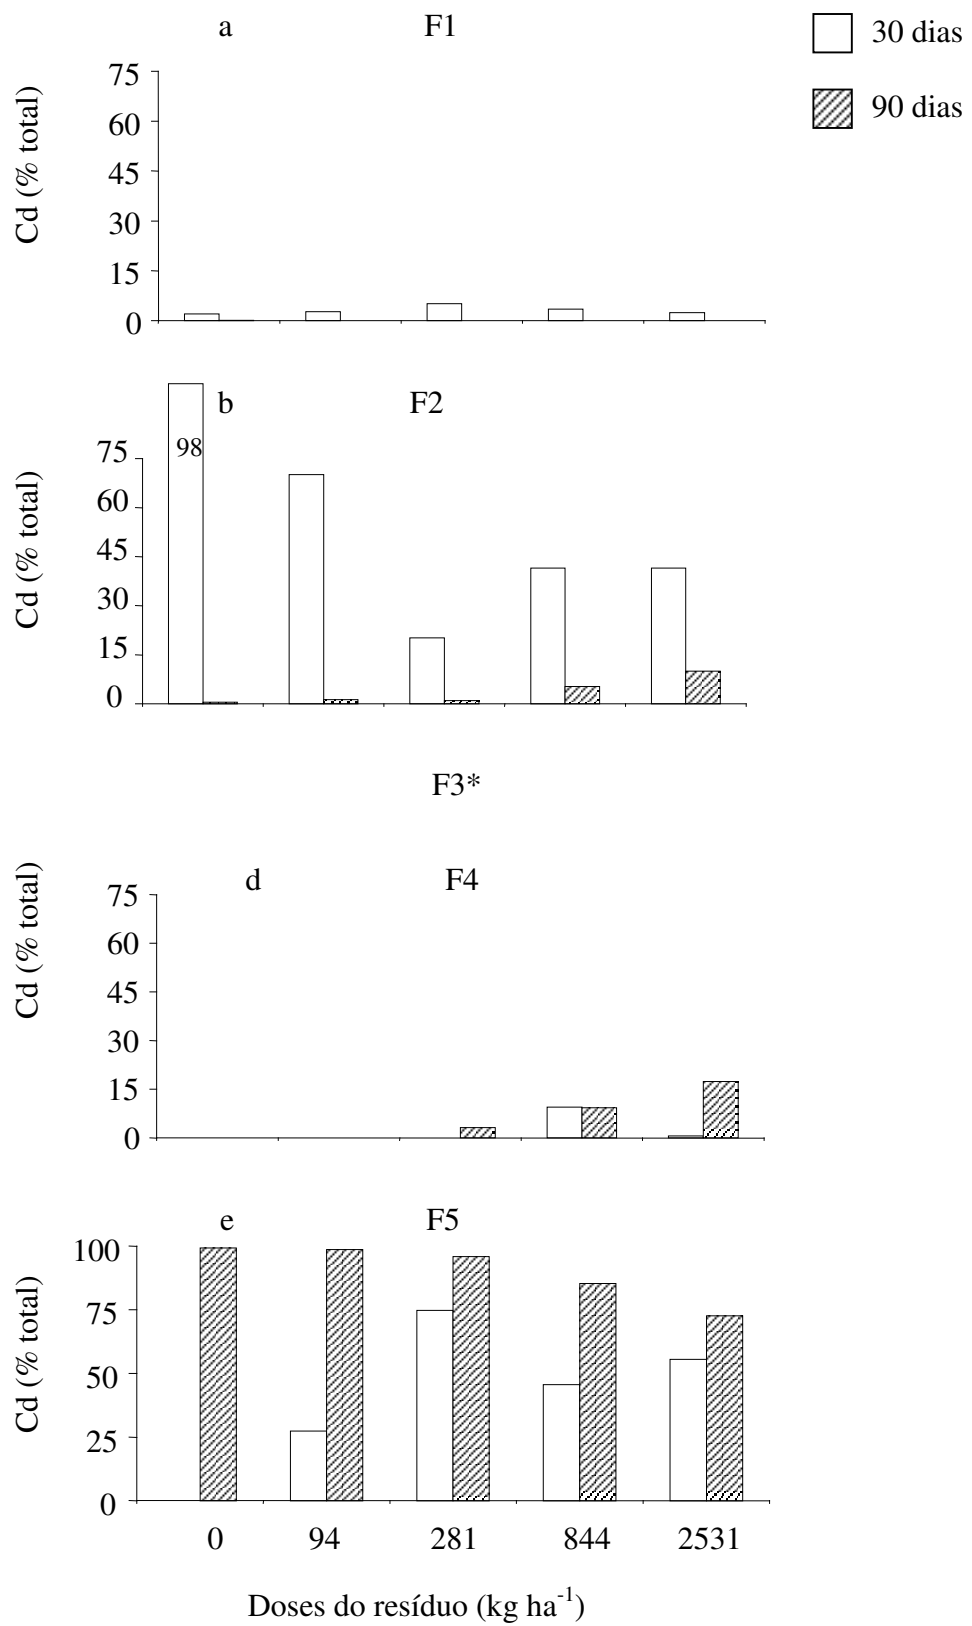 a F1
30 dias
90 dias
Cd (% total)
75
60
45
30
15
0
b F2
98
Cd (% total)
75
60
45
30
15
0
F3*
d F4
Cd (% total)
75
60
45
30
15
0
e F5
Cd (% total)
100
75
50
25
0
0 94 281 844 2531
Doses do resíduo (kg ha⁻¹)